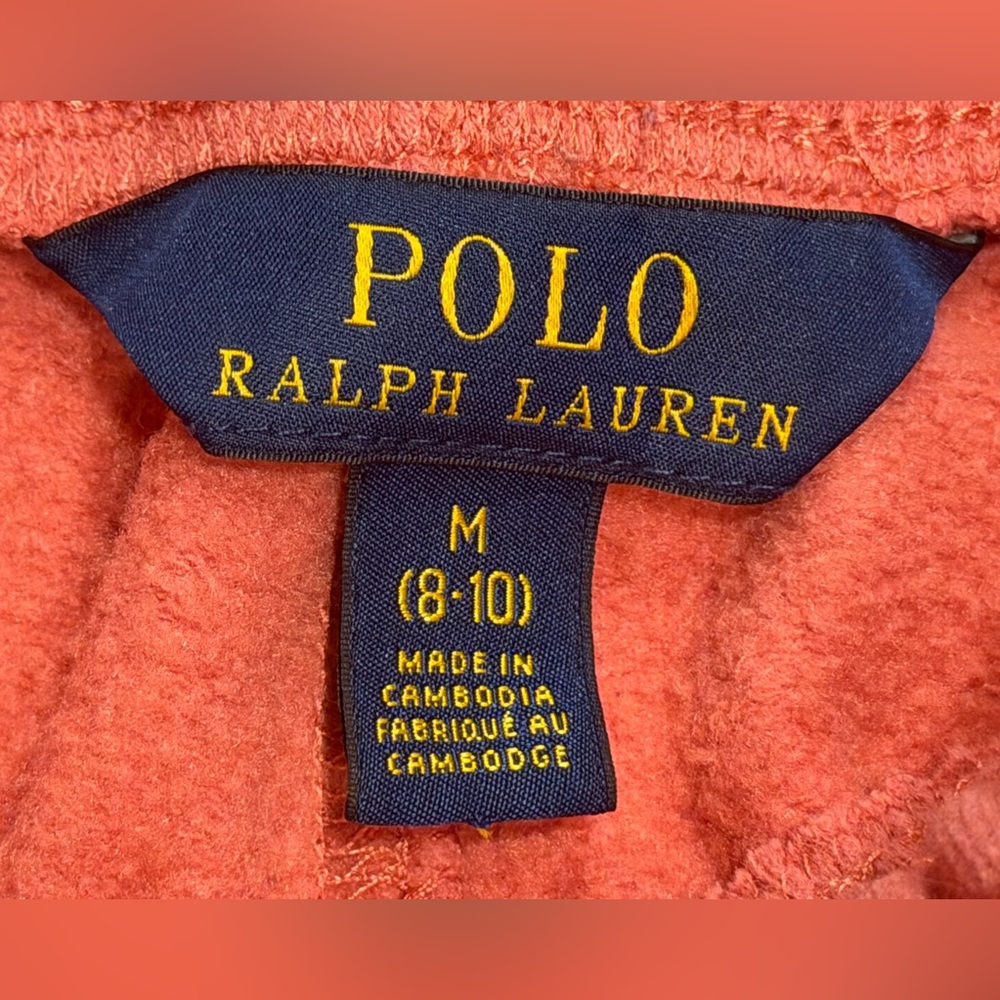 POLO
RALPH LAUREN
M
(8-10)
MADE IN
CAMBODIA
FABRIQUÉ AU
CAMBODGE